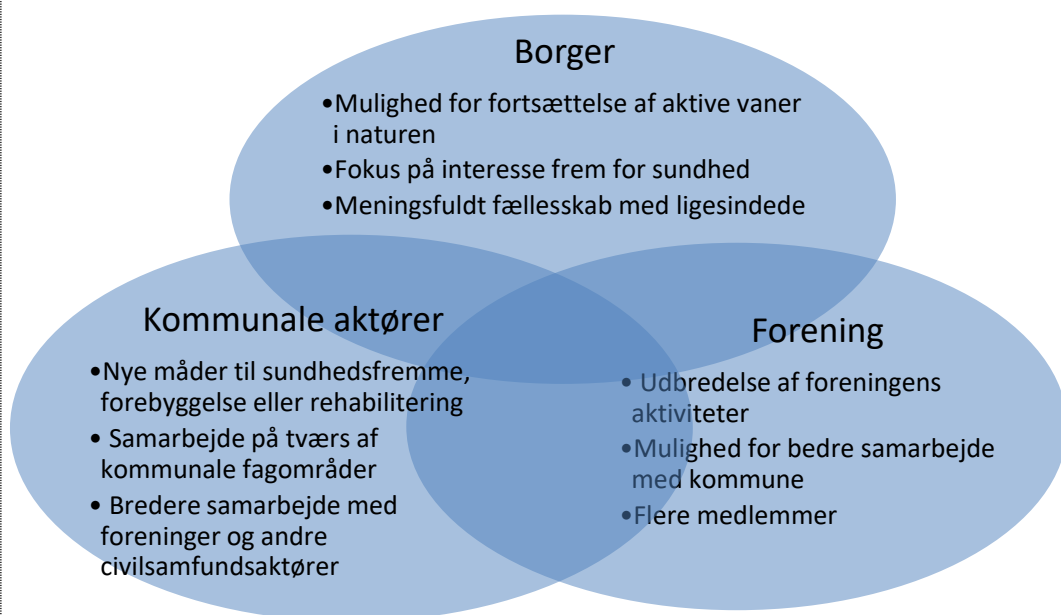 Borger
•Mulighed for fortsættelse af aktive vaner
i naturen
•Fokus på interesse frem for sundhed
•Meningsfuldt fællesskab med ligesindede
Kommunale aktører
•Nye måder til sundhedsfremme,
forebyggelse eller rehabilitering
• Samarbejde på tværs af
kommunale fagområder
• Bredere samarbejde med
foreninger og andre
civilsamfundsaktører
Forening
• Udbredelse af foreningens
aktiviteter
•Mulighed for bedre samarbejde
med kommune
•Flere medlemmer